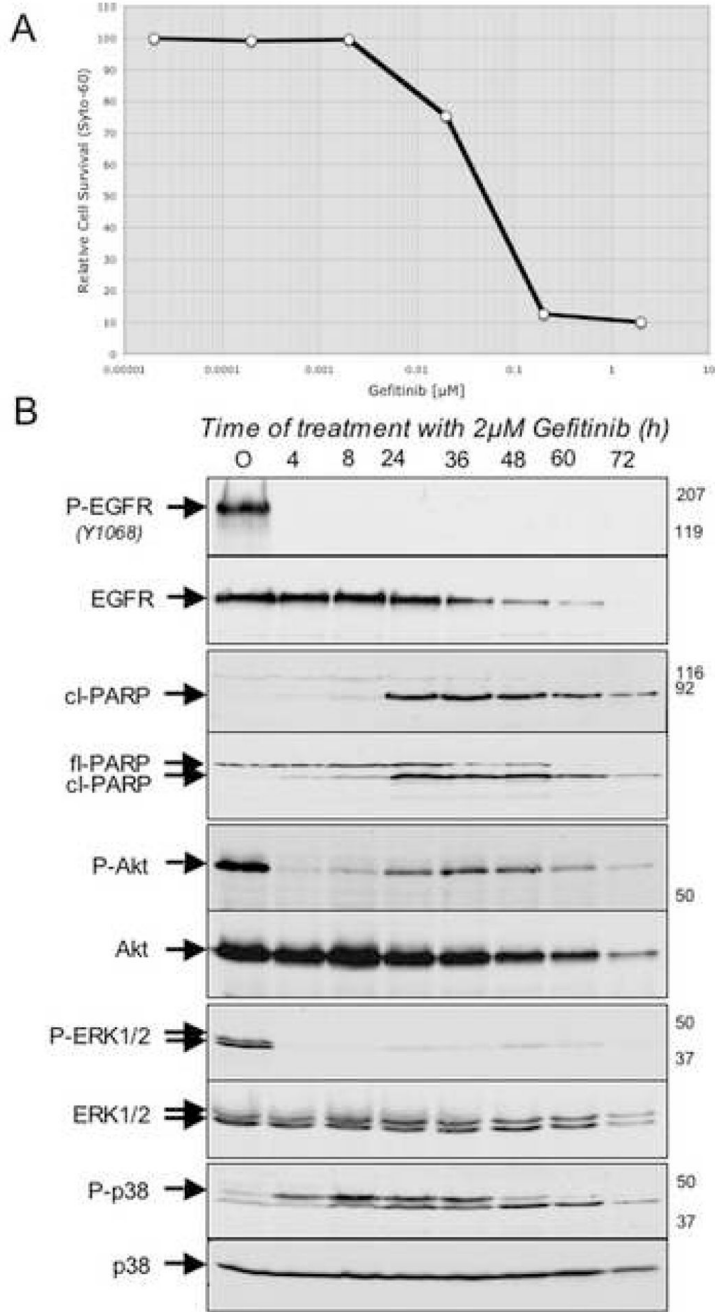 A
Relative Cell Survival (Syto-60)
110
100
90
80
70
60
50
40
30
20
10
0
0.00001 0.0001 0.001 0.01 0.1 1 10
Gefitinib [µM]
B
Time of treatment with 2µM Gefitinib (h)
O 4 8 24 36 48 60 72
P-EGFR
(Y1068)
207
119
EGFR
cl-PARP
116
92
fl-PARP
cl-PARP
P-Akt
50
Akt
P-ERK1/2
50
37
ERK1/2
P-p38
50
37
p38